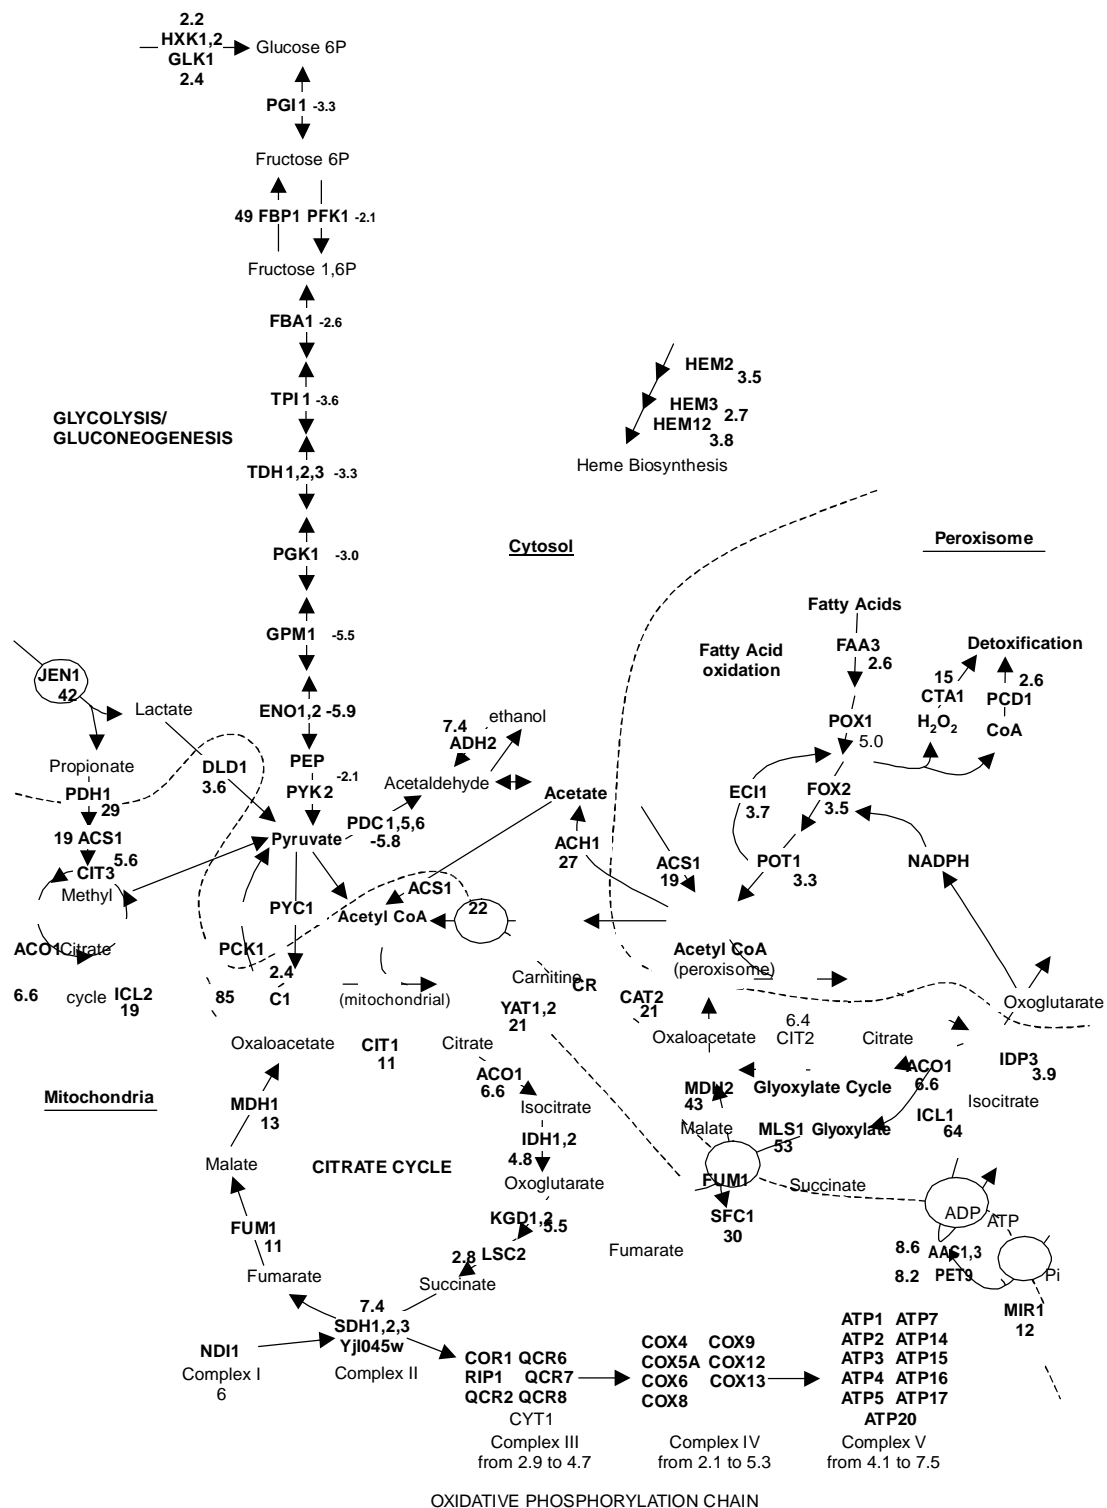 2.2
HXK1,2
GLK1
2.4
Glucose 6P
PGI1 -3.3
Fructose 6P
49 FBP1 PFK1 -2.1
Fructose 1,6P
FBA1 -2.6
TPI1 -3.6
GLYCOLYSIS/
GLUCONEOGENESIS
TDH1,2,3 -3.3
PGK1 -3.0
GPM1 -5.5
ENO1,2 -5.9
PEP
-2.1
PYK2
HEM2
3.5
HEM3
2.7
HEM12
3.8
Heme Biosynthesis
Cytosol
Peroxisome
Fatty Acids
Fatty Acid
oxidation
FAA3
2.6
Detoxification
15
CTA1
2.6
PCD1
H2O2
CoA
POX1
5.0
ECI1
3.7
FOX2
3.5
POT1
3.3
NADPH
JEN1
42
Lactate
Propionate
PDH1
29
DLD1
3.6
19 ACS1
5.6
CIT3
Methyl
ACO1 Citrate
6.6
cycle
ICL2
19
7.4
ADH2
ethanol
Acetaldehyde
Acetate
PDC1,5,6
-5.8
Pyruvate
ACH1
27
ACS1
19
ACS1
PYC1
Acetyl CoA
22
PCK1
2.4
85
C1
(mitochondrial)
Carnitine
CR
YAT1,2
21
CAT2
21
Acetyl CoA
(peroxisome)
Oxoglutarate
Oxaloacetate
CIT1
11
Citrate
ACO1
6.6
Oxaloacetate
6.4
CIT2
Citrate
ACO1
6.6
IDP3
3.9
Mitochondria
MDH1
13
Isocitrate
IDH1,2
4.8
MDH2
43
Glyoxylate Cycle
ICL1
64
Isocitrate
Malate
MLS1
53
Glyoxylate
Malate
CITRATE CYCLE
Oxoglutarate
FUM1
Succinate
KGD1,2
5.5
SFC1
30
ADP
ATP
FUM1
11
2.8 LSC2
Fumarate
8.6 AAC1,3
8.2 PET9
Pi
Fumarate
Succinate
MIR1
12
7.4
SDH1,2,3
Yjl045w
Complex II
NDI1
Complex I
6
COR1 QCR6
RIP1 QCR7
QCR2 QCR8
CYT1
Complex III
from 2.9 to 4.7
COX4 COX9
COX5A COX12
COX6 COX13
COX8
Complex IV
from 2.1 to 5.3
ATP1 ATP7
ATP2 ATP14
ATP3 ATP15
ATP4 ATP16
ATP5 ATP17
ATP20
Complex V
from 4.1 to 7.5
OXIDATIVE PHOSPHORYLATION CHAIN